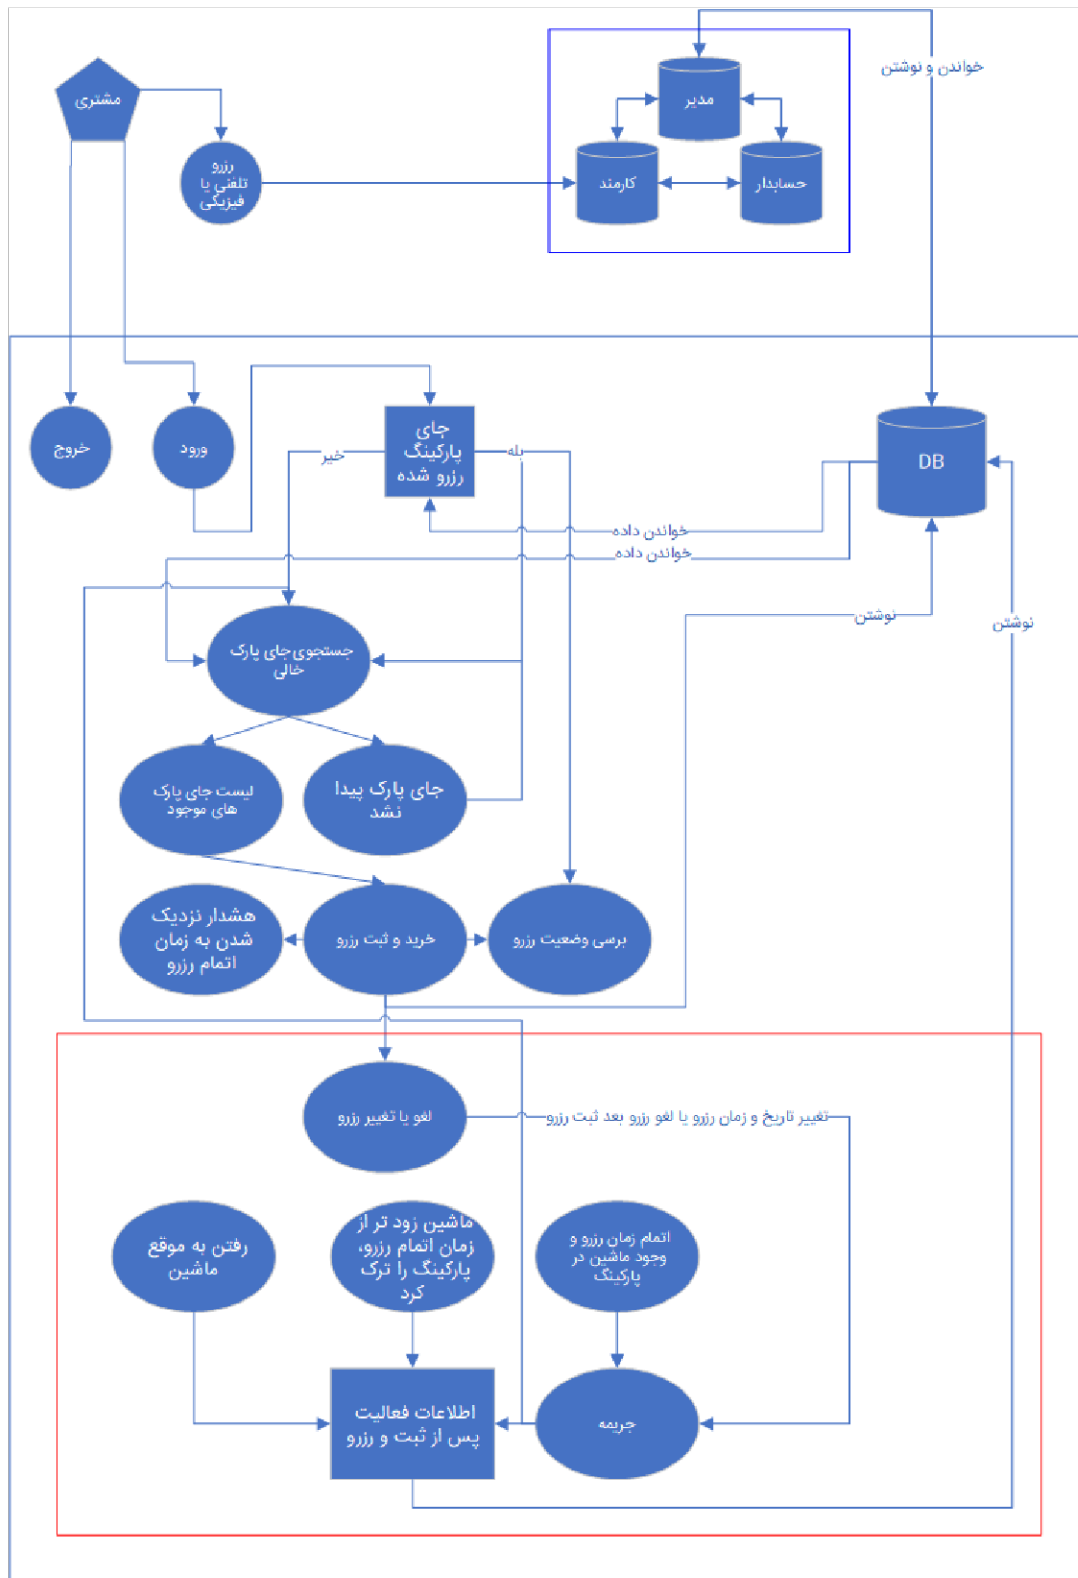 خواندن و نوشتن
مشتری
مدیر
رزرو
تلفنی یا
فیزیکی
کارمند
حسابدار
جای
پارکینگ
رزرو شده
خروج
ورود
خیر
بله
DB
خواندن داده
خواندن داده
نوشتن
نوشتن
جستجوی جای پارک
خالی
لیست جای پارک
های موجود
جای پارک پیدا
نشد
هشدار نزدیک
شدن به زمان
اتمام رزرو
خرید و ثبت رزرو
برسی وضعیت رزرو
لغو یا تغییر رزرو
تغییر تاریخ و زمان رزرو یا لغو رزرو بعد ثبت رزرو
رفتن به موقع
ماشین
ماشین زود تر از
زمان اتمام رزرو،
پارکینگ را ترک
کرد
اتمام زمان رزرو و
وجود ماشین در
پارکینگ
اطلاعات فعالیت
پس از ثبت و رزرو
جریمه